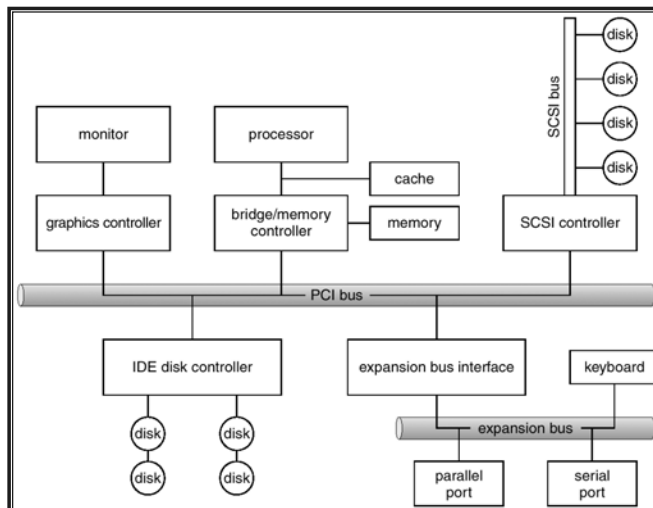 disk
disk
SCSI bus
disk
disk
monitor
processor
cache
graphics controller
bridge/memory
controller
memory
SCSI controller
PCI bus
IDE disk controller
expansion bus interface
keyboard
disk
disk
expansion bus
disk
disk
parallel
port
serial
port